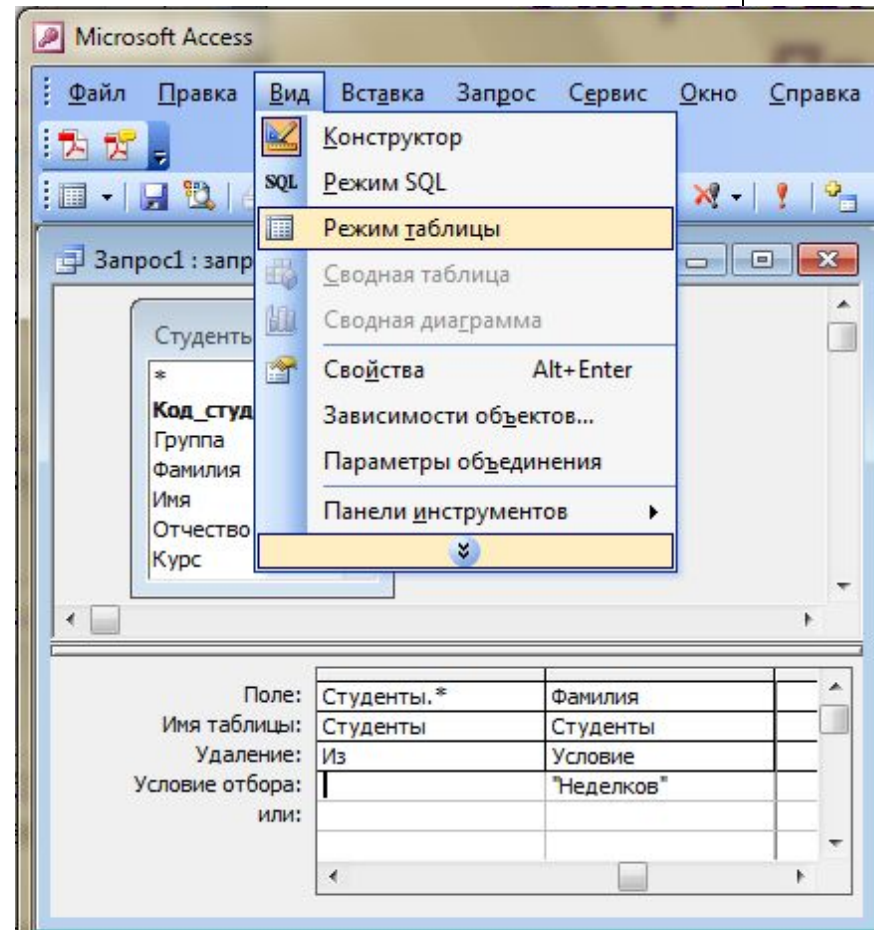 Microsoft Access
Файл Правка Вид Вставка Запрос Сервис Окно Справка
Конструктор
SQL Режим SQL
Режим таблицы
Запрос1 : запр
Сводная таблица
Сводная диаграмма
Студенты
Свойства Alt+Enter
*
Код_студ
Зависимости объектов...
Группа
Фамилия
Параметры объединения
Имя
Панели инструментов
Отчество
Курс
Поле: Студенты.* Фамилия
Имя таблицы: Студенты Студенты
Удаление: Из Условие
Условие отбора: "Неделков"
или: